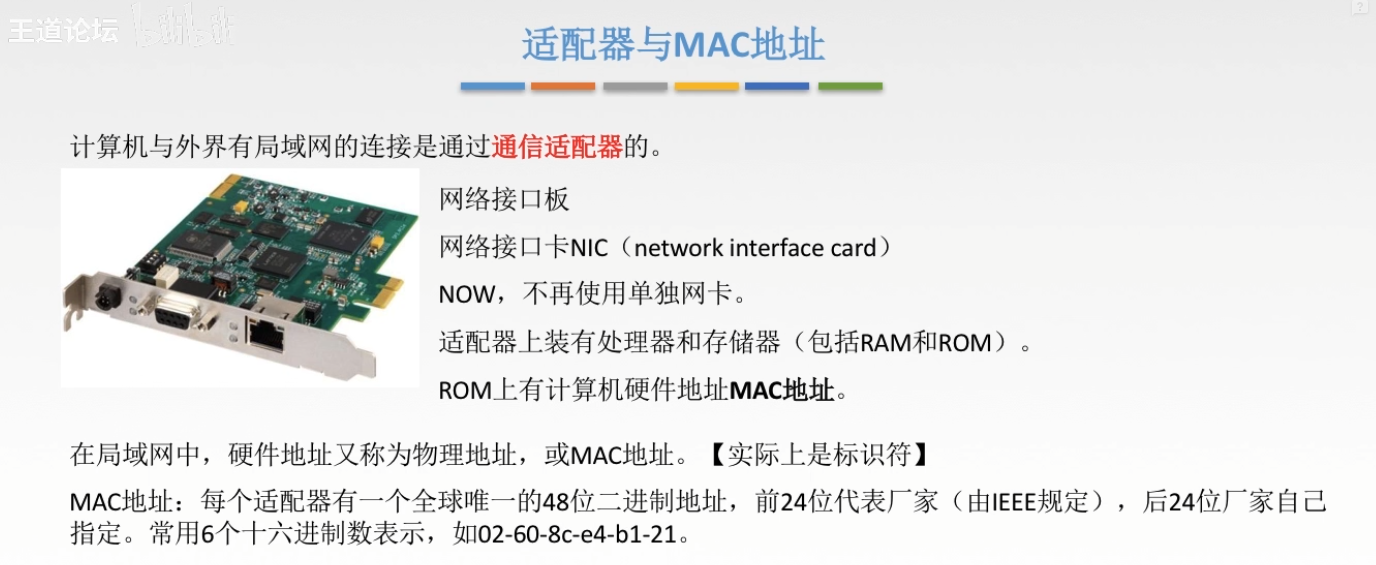 王道论坛 bilibili
适配器与MAC地址
计算机与外界有局域网的连接是通过通信适配器的。
网络接口板
网络接口卡NIC（network interface card）
NOW，不再使用单独网卡。
适配器上装有处理器和存储器（包括RAM和ROM）。
ROM上有计算机硬件地址MAC地址。
在局域网中，硬件地址又称为物理地址，或MAC地址。【实际上是标识符】
MAC地址：每个适配器有一个全球唯一的48位二进制地址，前24位代表厂家（由IEEE规定），后24位厂家自己
指定。常用6个十六进制数表示，如02-60-8c-e4-b1-21。